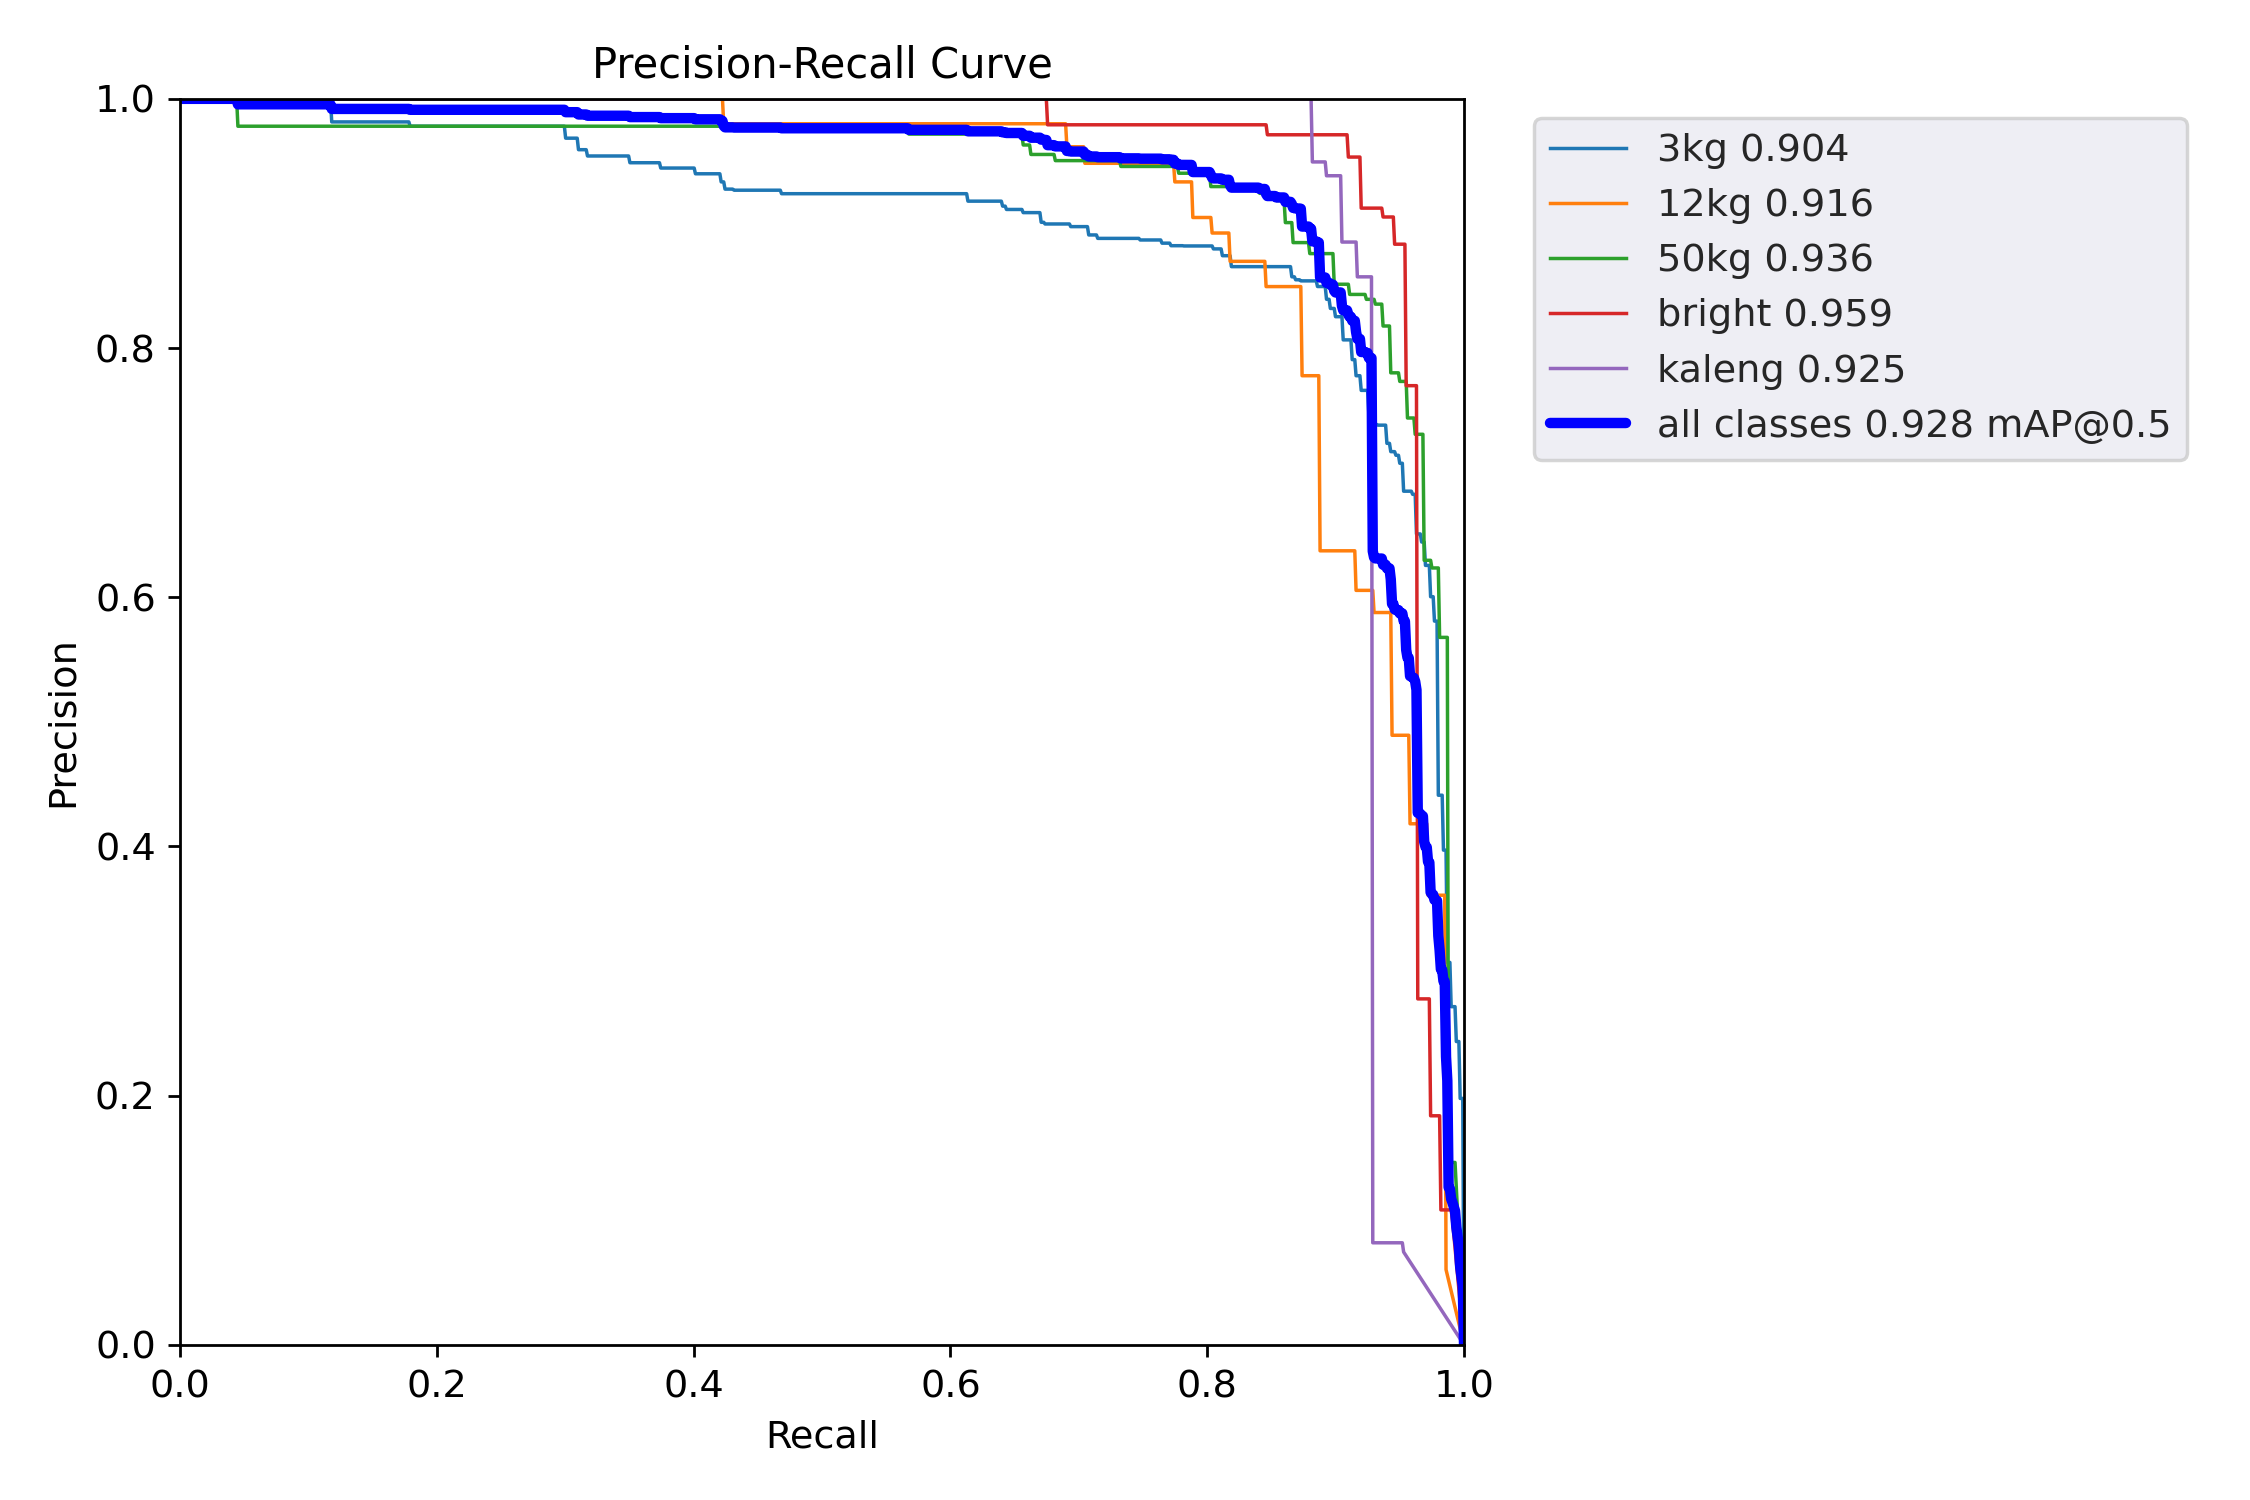 Precision-Recall Curve
1.0
0.8
0.6
0.4
0.2
0.0
Precision
0.0 0.2 0.4 0.6 0.8 1.0
Recall
3kg 0.904
12kg 0.916
50kg 0.936
bright 0.959
kaleng 0.925
all classes 0.928 mAP@0.5